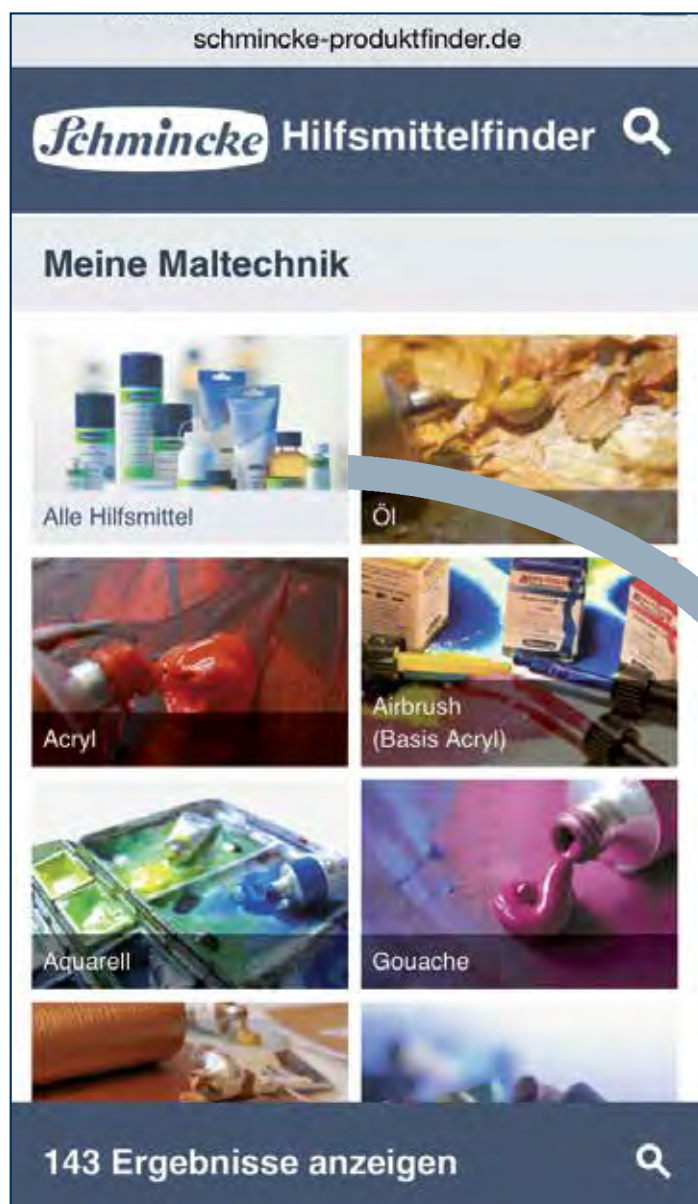 schmincke-produktfinder.de
Schmincke Hilfsmittelfinder
Meine Maltechnik
Alle Hilfsmittel
Öl
Acryl
Airbrush
(Basis Acryl)
Aquarell
Gouache
143 Ergebnisse anzeigen